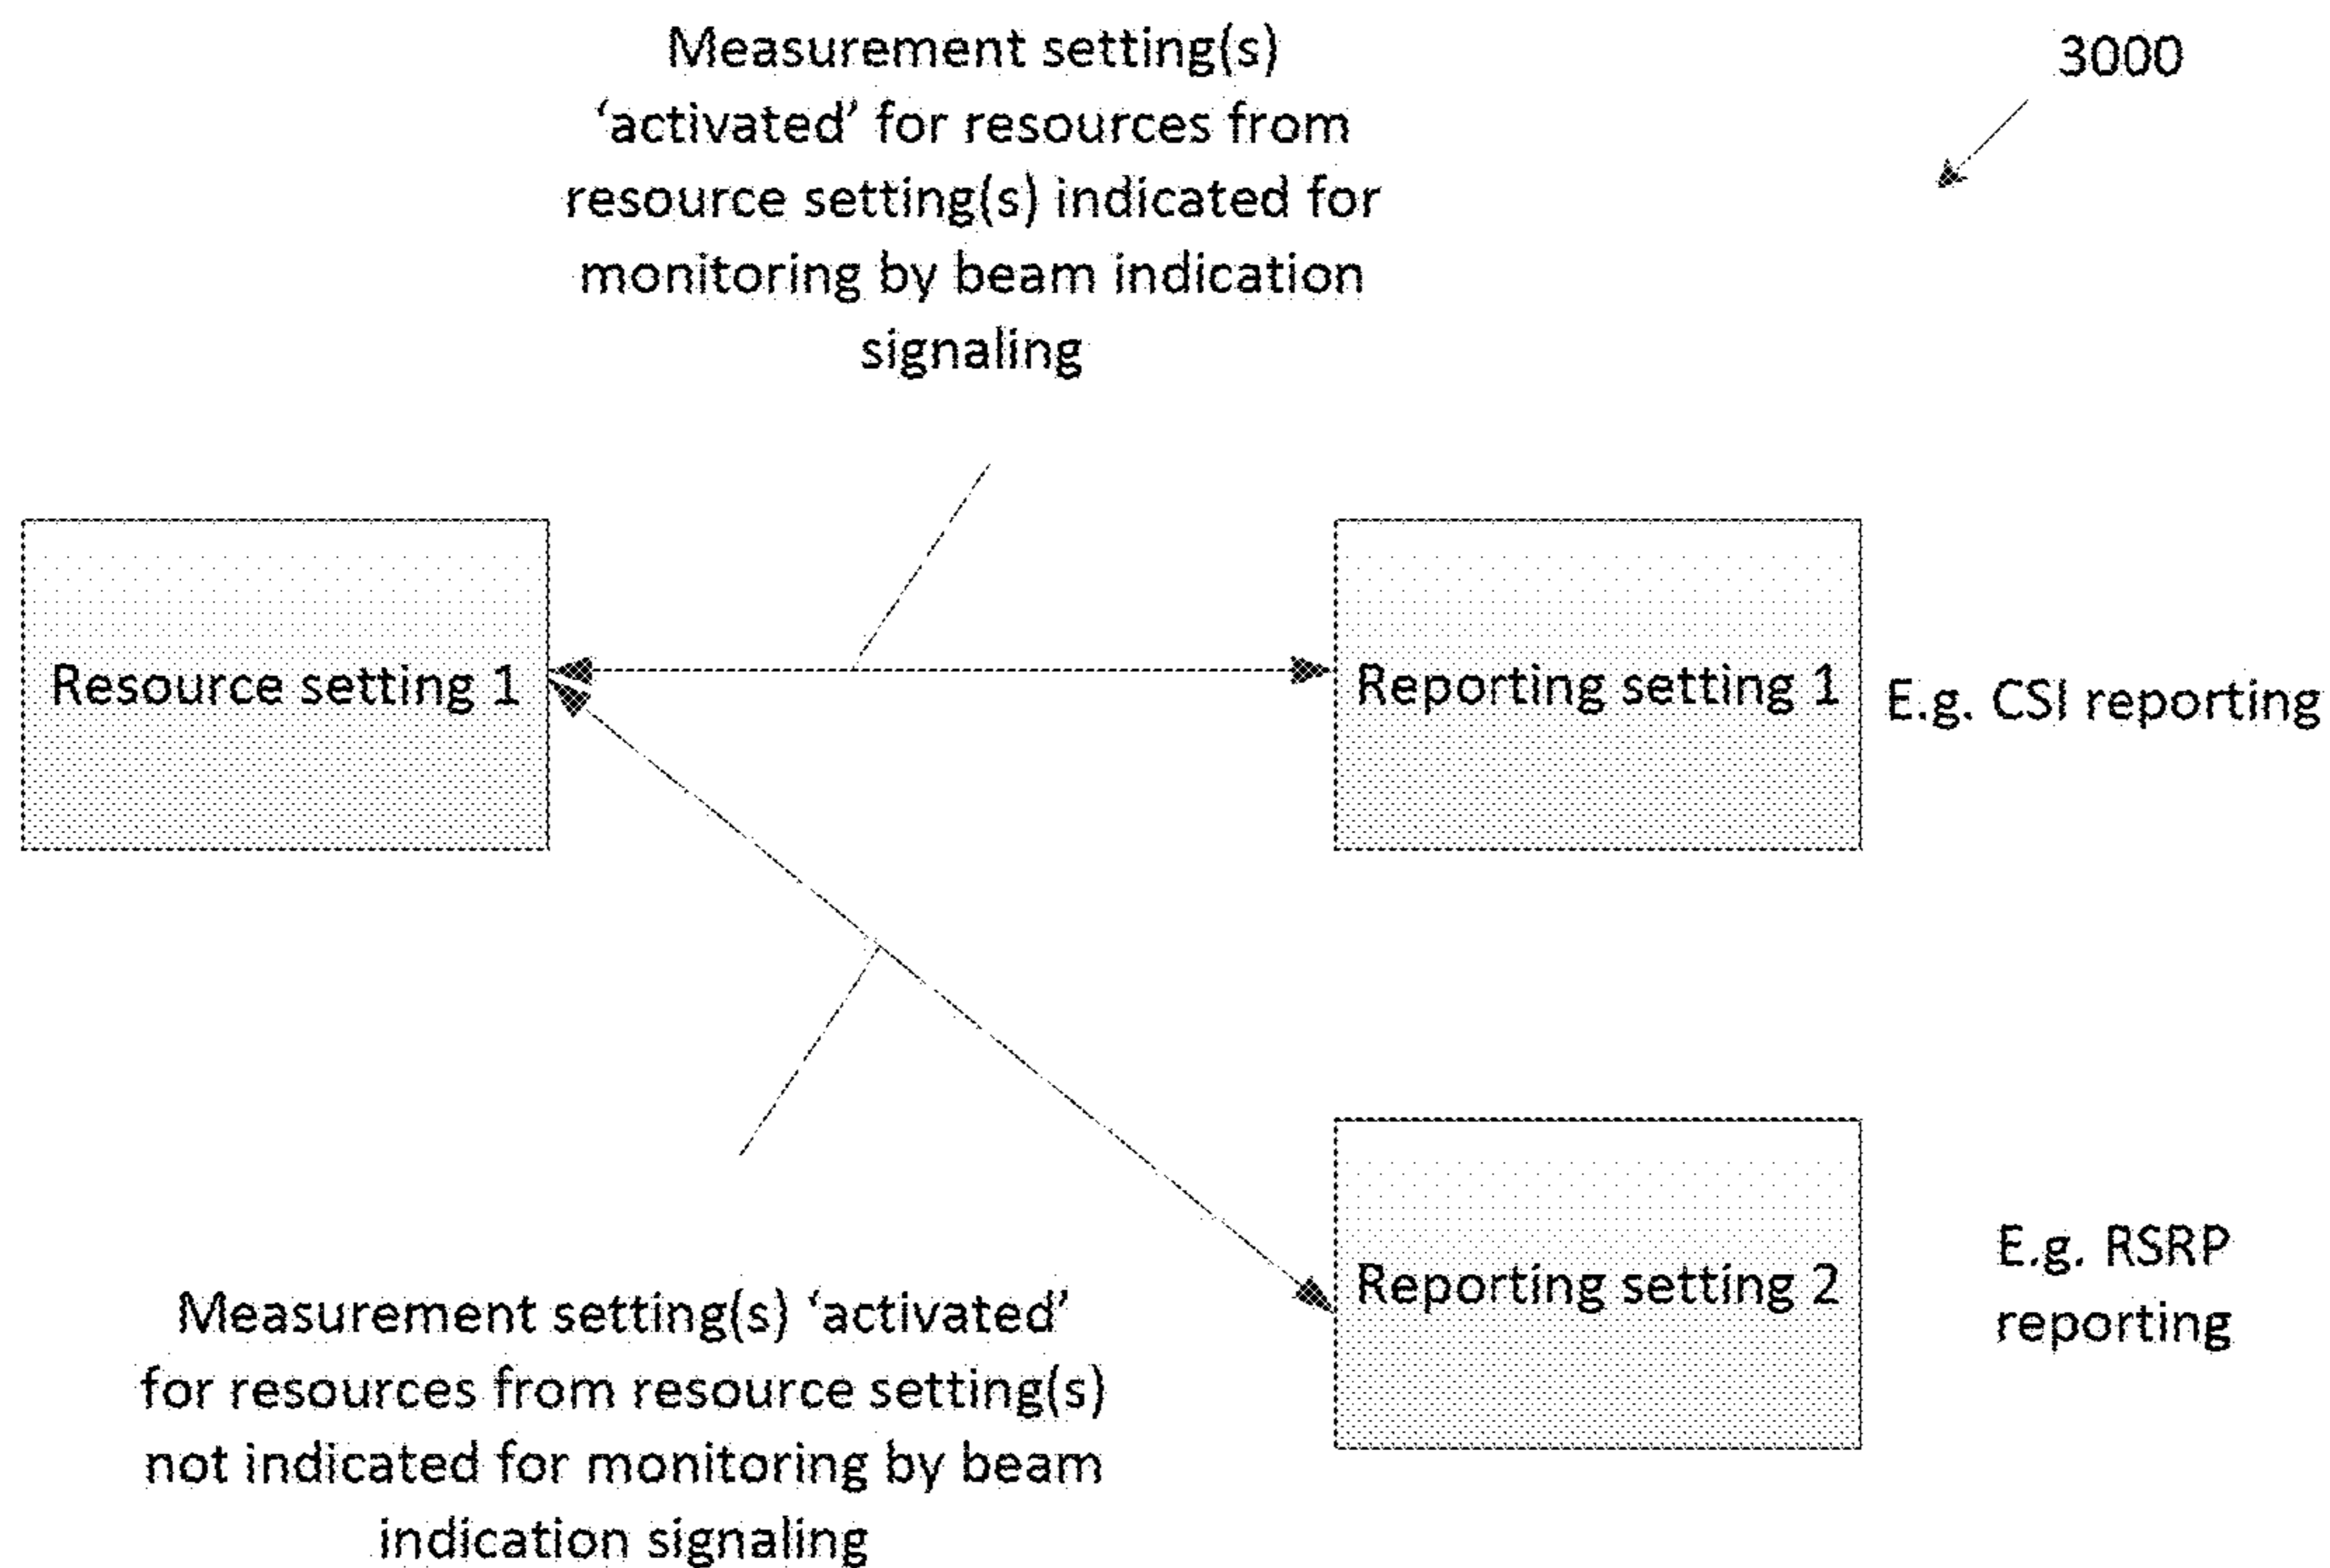 Measurement setting(s)
‘activated’ for resources from
resource setting(s) indicated for
monitoring by beam indication
signaling
3000
Resource setting 1
Reporting setting 1
E.g. CSI reporting
Reporting setting 2
E.g. RSRP
reporting
Measurement setting(s) ‘activated’
for resources from resource setting(s)
not indicated for monitoring by beam
indication signaling